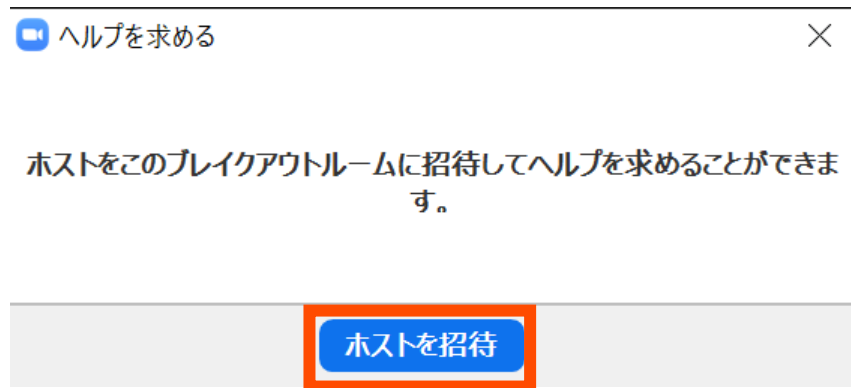 ヘルプを求める
ホストをこのブレイクアウトルームに招待してヘルプを求めることができま
す。
ホストを招待